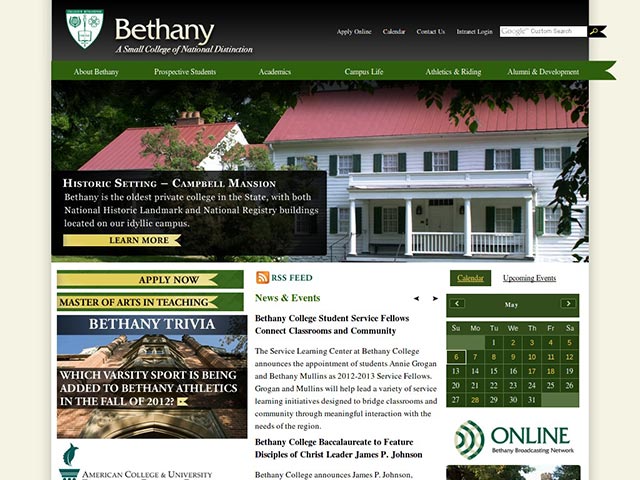 Bethany
A Small College of National Distinction
Apply Online Calendar Contact Us Intranet Login Google™ Custom Search
About Bethany Prospective Students Academics Campus Life Athletics & Riding Alumni & Development
HISTORIC SETTING – CAMPBELL MANSION
Bethany is the oldest private college in the State, with both
National Historic Landmark and National Registry buildings
located on our idyllic campus.
LEARN MORE
APPLY NOW
MASTER OF ARTS IN TEACHING
BETHANY TRIVIA
WHICH VARSITY SPORT IS BEING
ADDED TO BETHANY ATHLETICS
IN THE FALL OF 2012?
AMERICAN COLLEGE & UNIVERSITY
RSS FEED
News & Events
Bethany College Student Service Fellows
Connect Classrooms and Community
The Service Learning Center at Bethany College
announces the appointment of students Annie Grogan
and Bethany Mullins as 2012-2013 Service Fellows.
Grogan and Mullins will help lead a variety of service
learning initiatives designed to bridge classrooms and
community through meaningful interaction with the
needs of the region.
Bethany College Baccalaureate to Feature
Disciples of Christ Leader James P. Johnson
Bethany College announces James P. Johnson,
Calendar Upcoming Events
May
Su Mo Tu We Th Fr Sa
1 2 3 4 5
6 7 8 9 10 11 12
13 14 15 16 17 18 19
20 21 22 23 24 25 26
27 28 29 30 31
ONLINE
Bethany Broadcasting Network